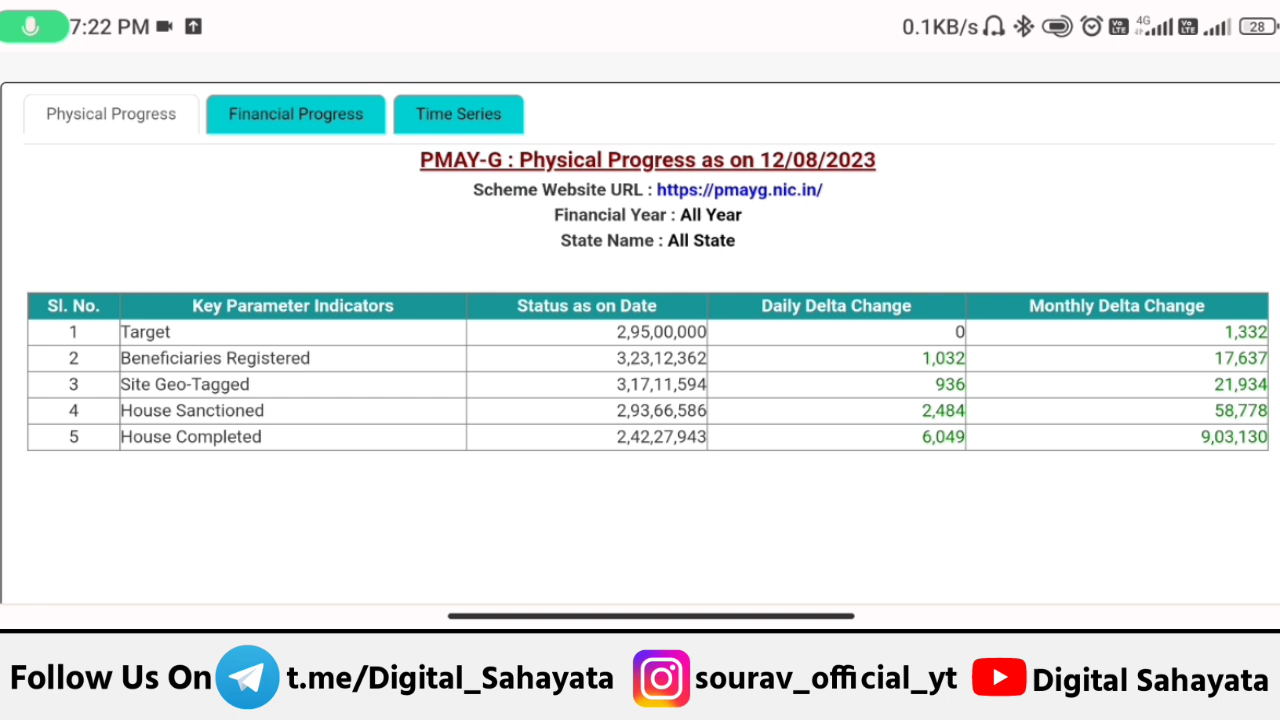 7:22 PM 0.1KB/s 4G Vo LTE Vo LTE 28
Physical Progress Financial Progress Time Series
PMAY-G : Physical Progress as on 12/08/2023
Scheme Website URL : https://pmayg.nic.in/
Financial Year : All Year
State Name : All State
Sl. No. Key Parameter Indicators Status as on Date Daily Delta Change Monthly Delta Change
1 Target 2,95,00,000 0 1,332
2 Beneficiaries Registered 3,23,12,362 1,032 17,637
3 Site Geo-Tagged 3,17,11,594 936 21,934
4 House Sanctioned 2,93,66,586 2,484 58,778
5 House Completed 2,42,27,943 6,049 9,03,130
Follow Us On t.me/Digital_Sahayata sourav_official_yt Digital Sahayata